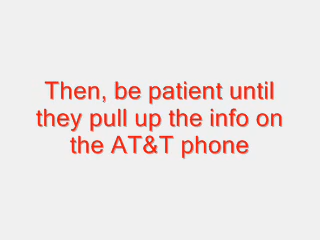 Then, be patient until
they pull up the info on
the AT&T phone